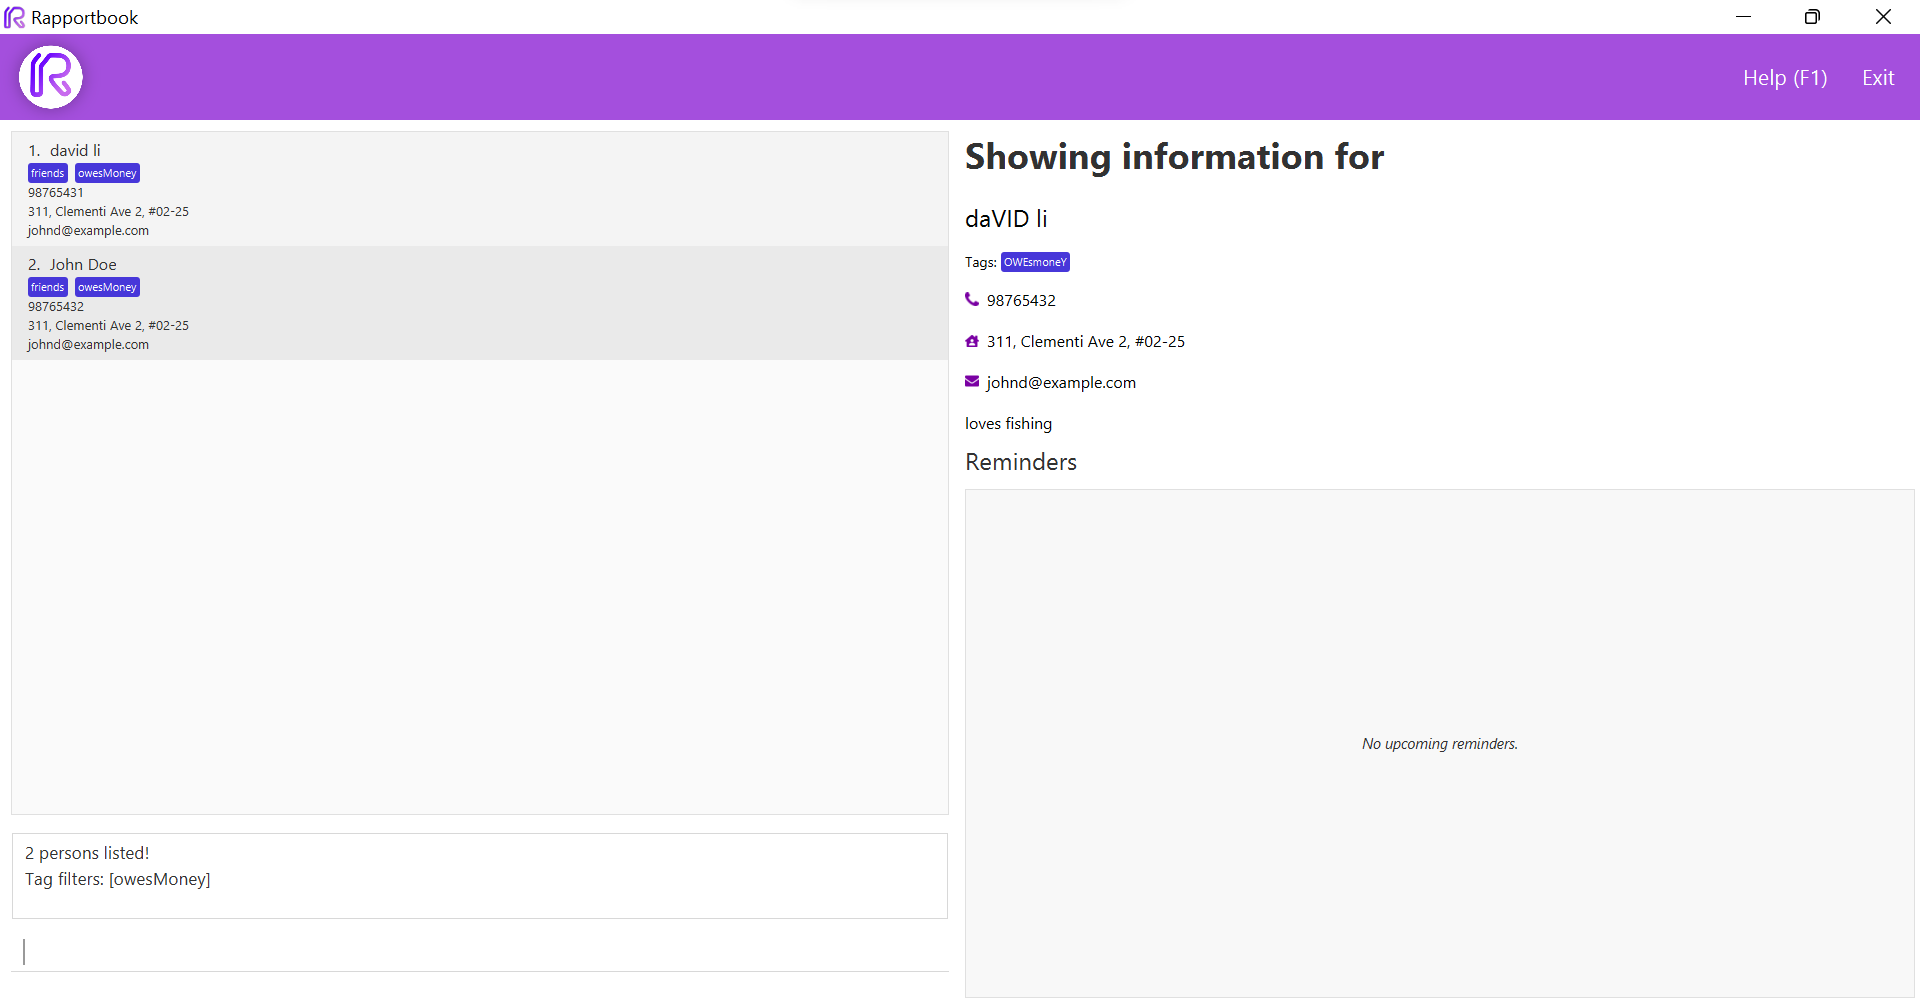 Rapportbook
Help (F1) Exit
1. david li
friends owesMoney
98765431
311, Clementi Ave 2, #02-25
johnd@example.com
2. John Doe
friends owesMoney
98765432
311, Clementi Ave 2, #02-25
johnd@example.com
2 persons listed!
Tag filters: [owesMoney]
Showing information for
daVID li
Tags: OWEsmoneY
98765432
311, Clementi Ave 2, #02-25
johnd@example.com
loves fishing
Reminders
No upcoming reminders.